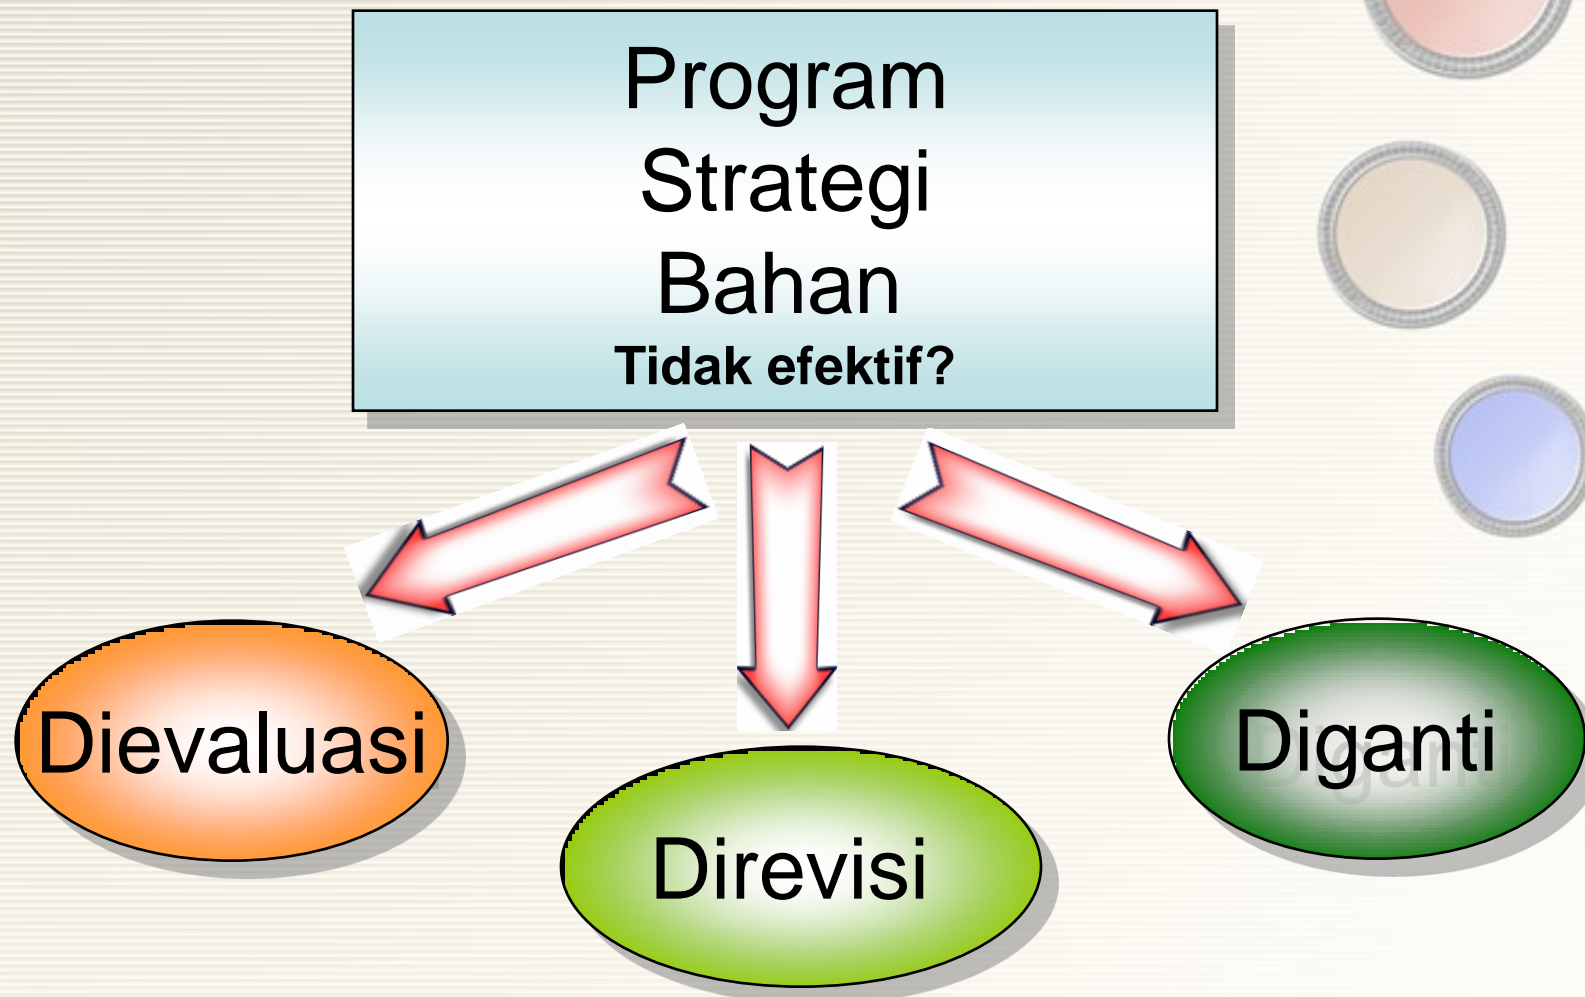 Program
Strategi
Bahan
Tidak efektif?
Dievaluasi
Direvisi
Diganti